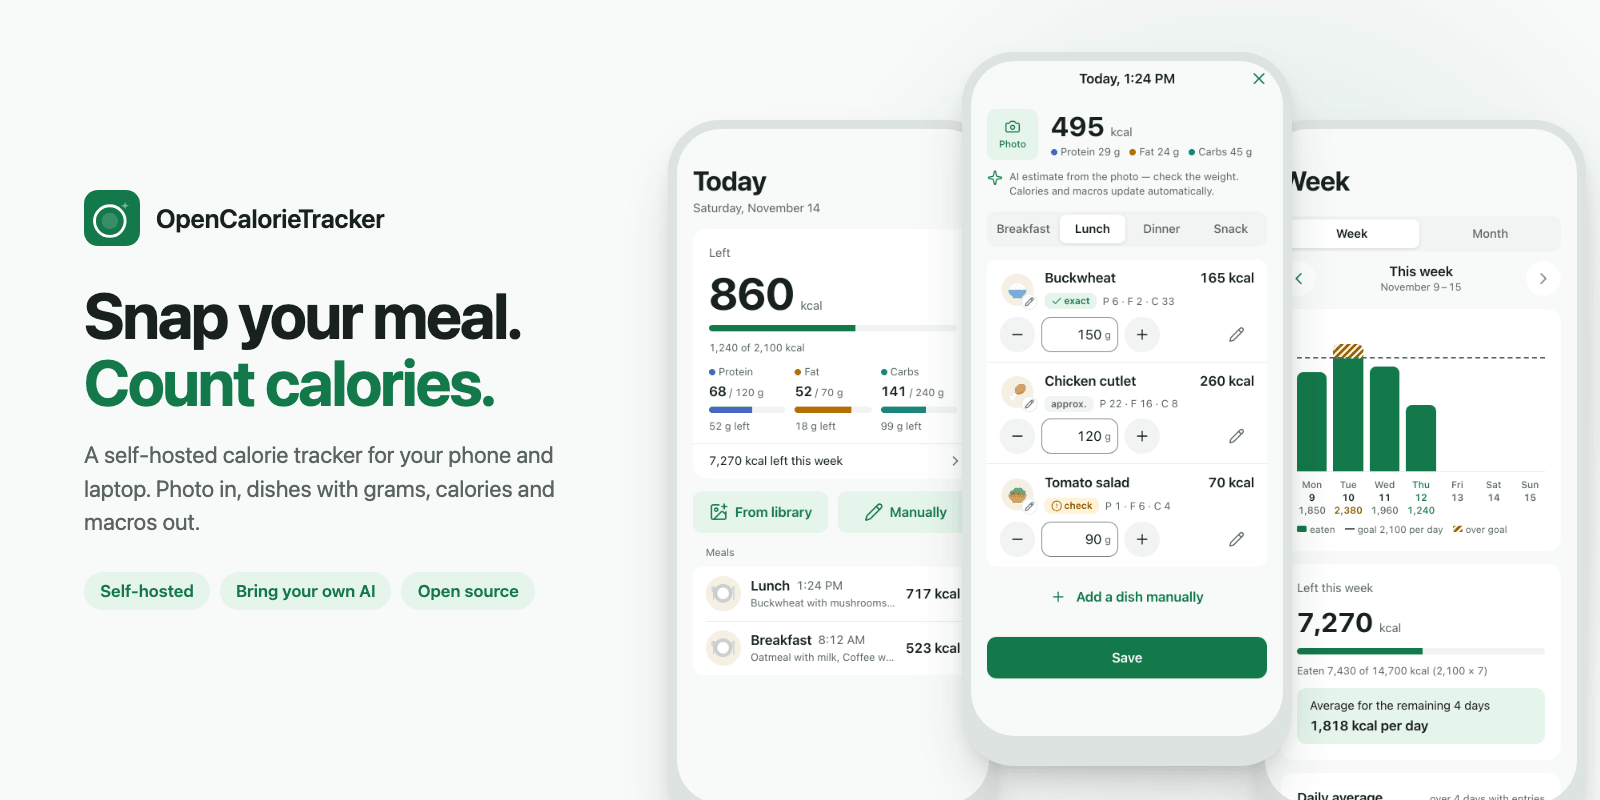 OpenCalorieTracker
Snap your meal.
Count calories.
A self-hosted calorie tracker for your phone and
laptop. Photo in, dishes with grams, calories and
macros out.
Self-hosted
Bring your own AI
Open source
Today
Saturday, November 14
Left
860 kcal
1,240 of 2,100 kcal
Protein Fat Carbs
68 / 120 g 52 / 70 g 141 / 240 g
52 g left 18 g left 99 g left
7,270 kcal left this week
From library
Manually
Meals
Lunch 1:24 PM
Buckwheat with mushrooms...
717 kcal
Breakfast 8:12 AM
Oatmeal with milk, Coffee w...
523 kcal
Today, 1:24 PM
Photo
495 kcal
Protein 29 g Fat 24 g Carbs 45 g
AI estimate from the photo — check the weight.
Calories and macros update automatically.
Breakfast Lunch Dinner Snack
Buckwheat 165 kcal
exact P 6 · F 2 · C 33
− 150 g +
Chicken cutlet 260 kcal
approx. P 22 · F 16 · C 8
− 120 g +
Tomato salad 70 kcal
check P 1 · F 6 · C 4
− 90 g +
+ Add a dish manually
Save
Week
Week Month
This week
November 9 – 15
Mon Tue Wed Thu Fri Sat Sun
9 10 11 12 13 14 15
1,850 2,380 1,960 1,240
eaten goal 2,100 per day over goal
Left this week
7,270 kcal
Eaten 7,430 of 14,700 kcal (2,100 × 7)
Average for the remaining 4 days
1,818 kcal per day
Daily average over 4 days with entries